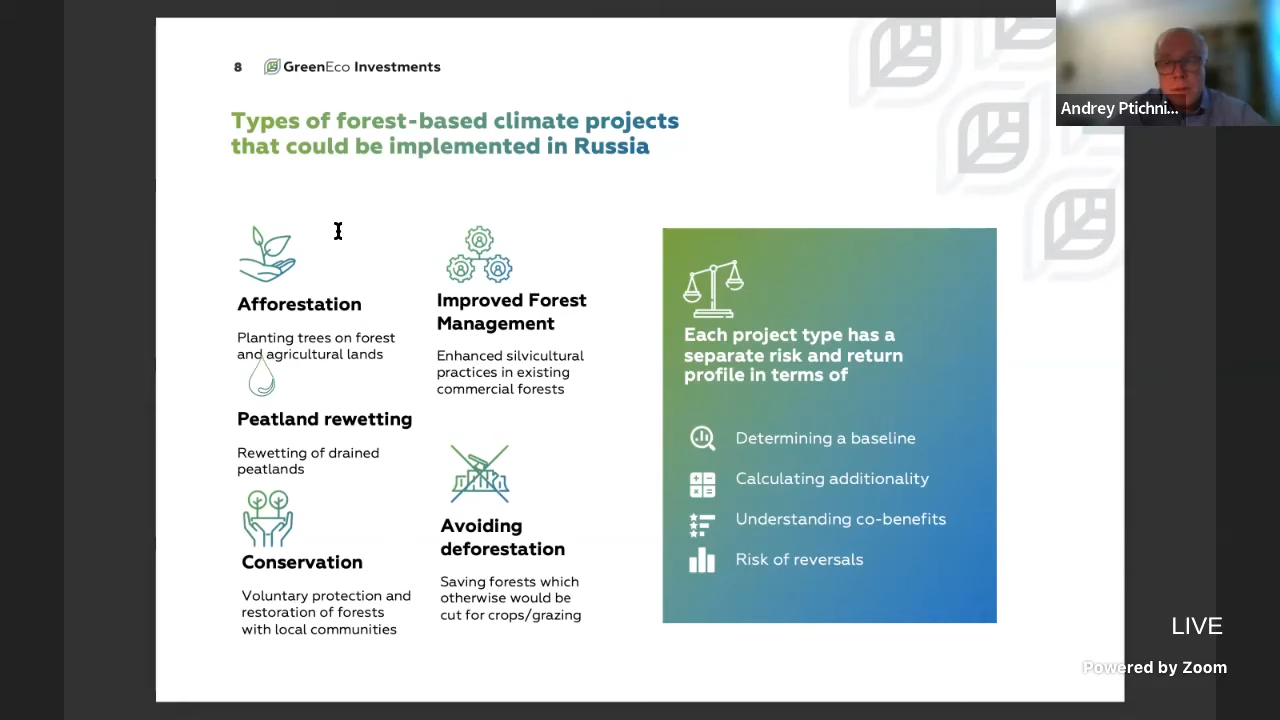 8
GreenEco Investments
Andrey Ptichni...
Types of forest-based climate projects
that could be implemented in Russia
Afforestation
Planting trees on forest
and agricultural lands
Improved Forest
Management
Enhanced silvicultural
practices in existing
commercial forests
Peatland rewetting
Rewetting of drained
peatlands
Avoiding
deforestation
Saving forests which
otherwise would be
cut for crops/grazing
Conservation
Voluntary protection and
restoration of forests
with local communities
Each project type has a
separate risk and return
profile in terms of
Determining a baseline
Calculating additionality
Understanding co-benefits
Risk of reversals
LIVE
Powered by Zoom